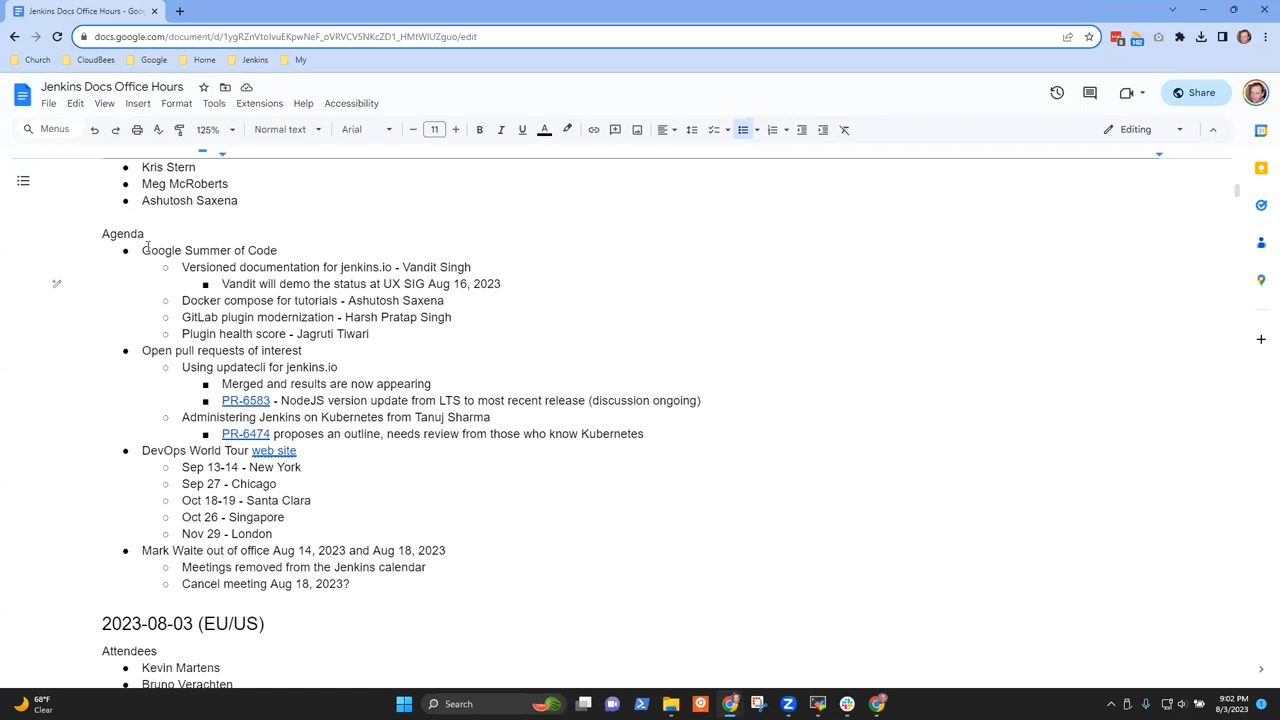 Jenkins Docs Office Hours - Goo
docs.google.com/document/d/1ygRZnVtoIvuEKpwNeF_oVRVCV5NKcZD1_HMtWIUZguo/edit
Church
CloudBees
Google
Home
Jenkins
My
Jenkins Docs Office Hours
File
Edit
View
Insert
Format
Tools
Extensions
Help
Accessibility
Share
Menus
125%
Normal text
Arial
11
Editing
Kris Stern
Meg McRoberts
Ashutosh Saxena
Agenda
Google Summer of Code
Versioned documentation for jenkins.io - Vandit Singh
Vandit will demo the status at UX SIG Aug 16, 2023
Docker compose for tutorials - Ashutosh Saxena
GitLab plugin modernization - Harsh Pratap Singh
Plugin health score - Jagruti Tiwari
Open pull requests of interest
Using updatecli for jenkins.io
Merged and results are now appearing
PR-6583 - NodeJS version update from LTS to most recent release (discussion ongoing)
Administering Jenkins on Kubernetes from Tanuj Sharma
PR-6474 proposes an outline, needs review from those who know Kubernetes
DevOps World Tour web site
Sep 13-14 - New York
Sep 27 - Chicago
Oct 18-19 - Santa Clara
Oct 26 - Singapore
Nov 29 - London
Mark Waite out of office Aug 14, 2023 and Aug 18, 2023
Meetings removed from the Jenkins calendar
Cancel meeting Aug 18, 2023?
2023-08-03 (EU/US)
Attendees
Kevin Martens
Bruno Verachten
68°F
Clear
Search
9:02 PM
8/3/2023